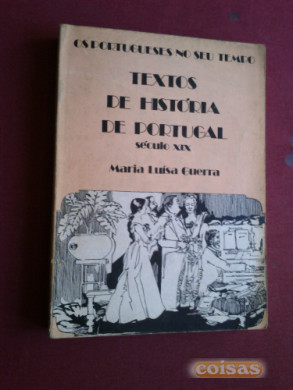 OS PORTUGUESES NO SEU TEMPO
TEXTOS
DE HISTÓRIA
DE PORTUGAL
SÉCULO XIX
Maria Luísa Guerra
coisas